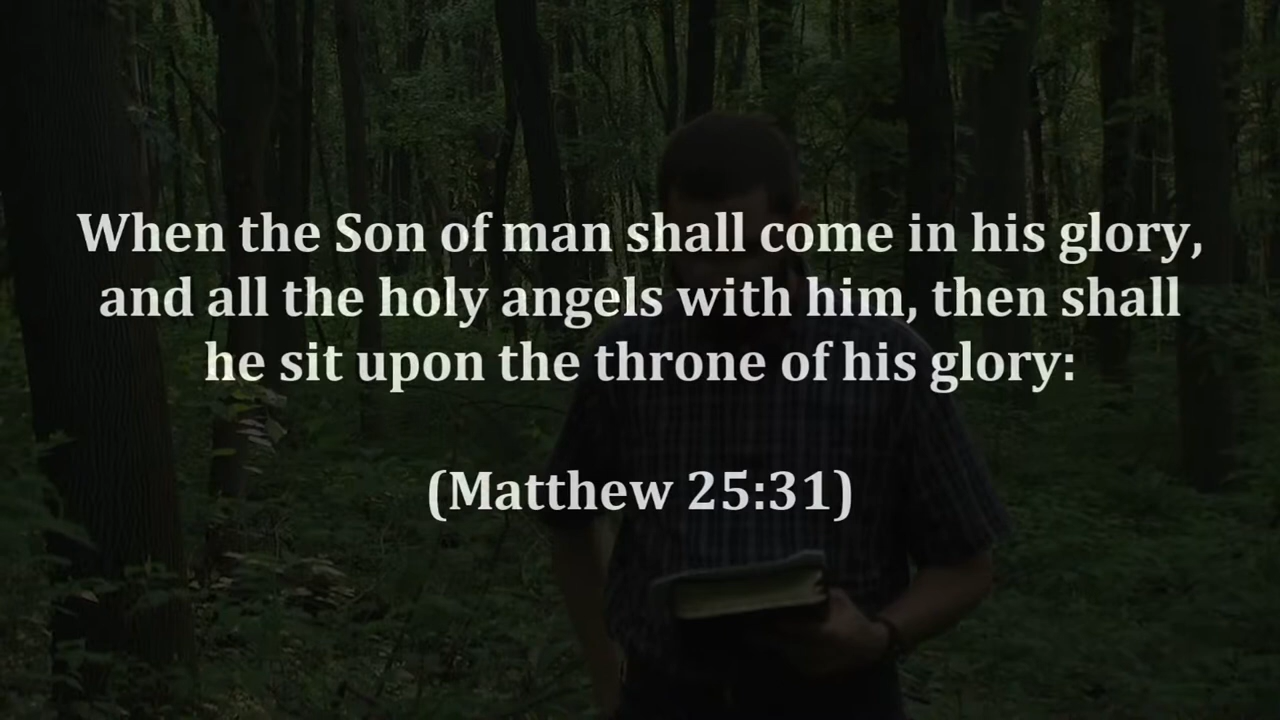 When the Son of man shall come in his glory,
and all the holy angels with him, then shall
he sit upon the throne of his glory:
(Matthew 25:31)